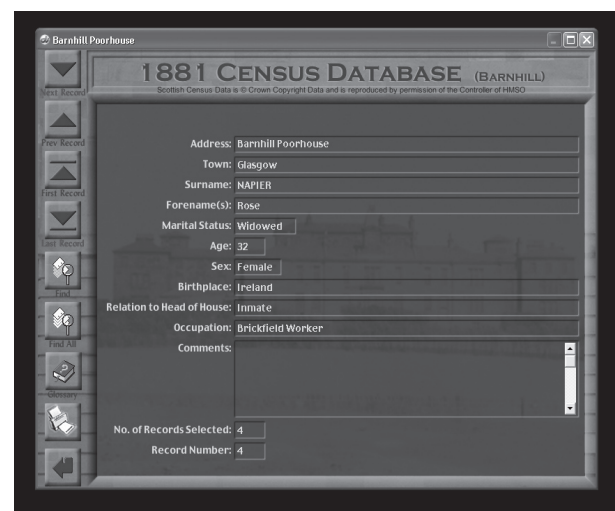 Barnhill Poorhouse
1881 CENSUS DATABASE (BARNHILL)
Scottish Census Data is © Crown Copyright Data and is reproduced by permission of the Controller of HMSO
Next Record
Prev Record
First Record
Last Record
Find
Find All
Glossary
Address: Barnhill Poorhouse
Town: Glasgow
Surname: NAPIER
Forename(s): Rose
Marital Status: Widowed
Age: 32
Sex: Female
Birthplace: Ireland
Relation to Head of House: Inmate
Occupation: Brickfield Worker
Comments:
No. of Records Selected: 4
Record Number: 4